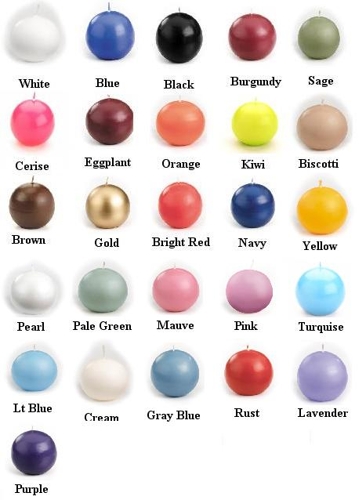 White Blue Black Burgundy Sage
Cerise Eggplant Orange Kiwi Biscotti
Brown Gold Bright Red Navy Yellow
Pearl Pale Green Mauve Pink Turquise
Lt Blue Cream Gray Blue Rust Lavender
Purple